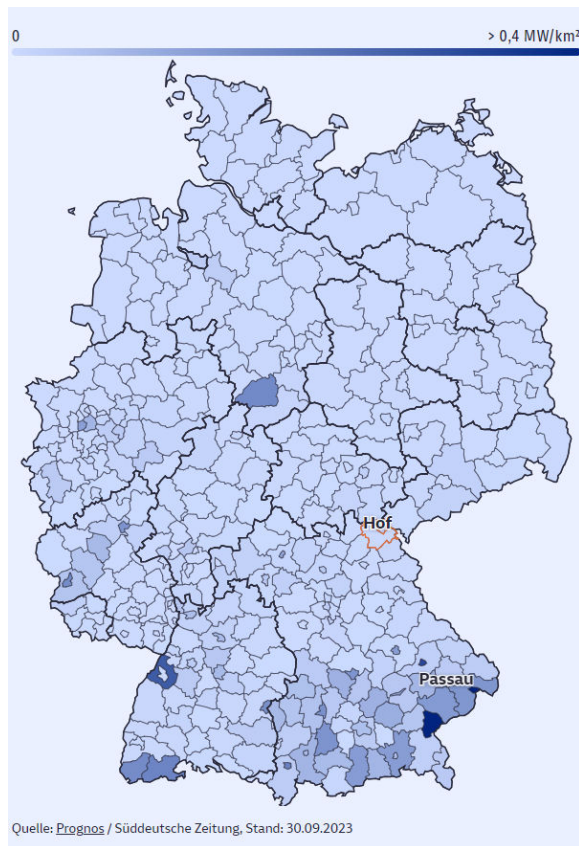 0
> 0,4 MW/km²
Hof
Passau
Quelle: Prognos / Süddeutsche Zeitung, Stand: 30.09.2023